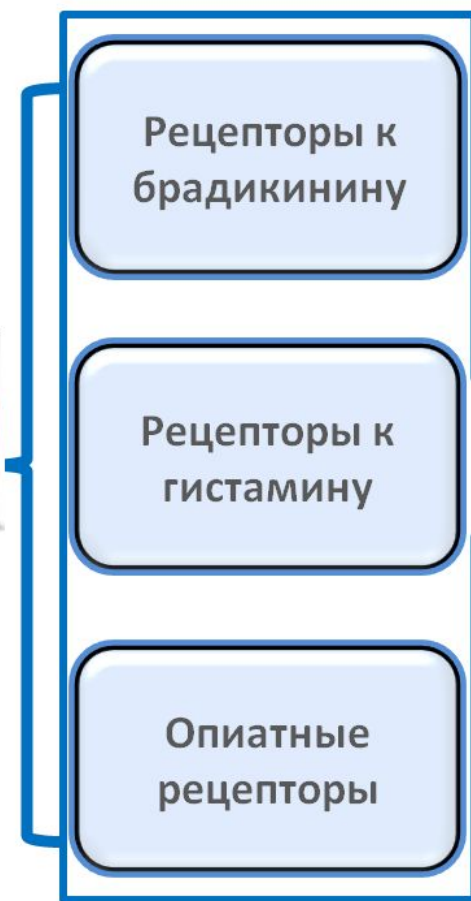 Рецепторы к
брадикинину
Рецепторы к
гистамину
Опиатные
рецепторы